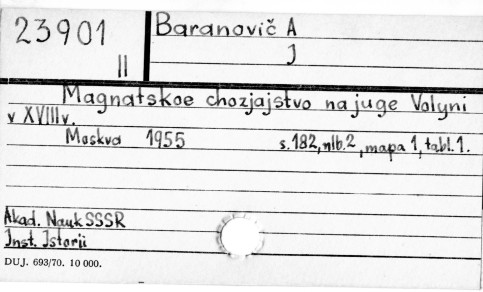 23901
II
Baranovič A
J
Magnatskoe chozjajstvo na juge Volyni
v XVIII v.
Moskva 1955 s. 182, nlb. 2, mapa 1, tabl. 1.
Akad. Nauk SSSR
Inst. Istorii
DUJ. 693/70. 10 000.